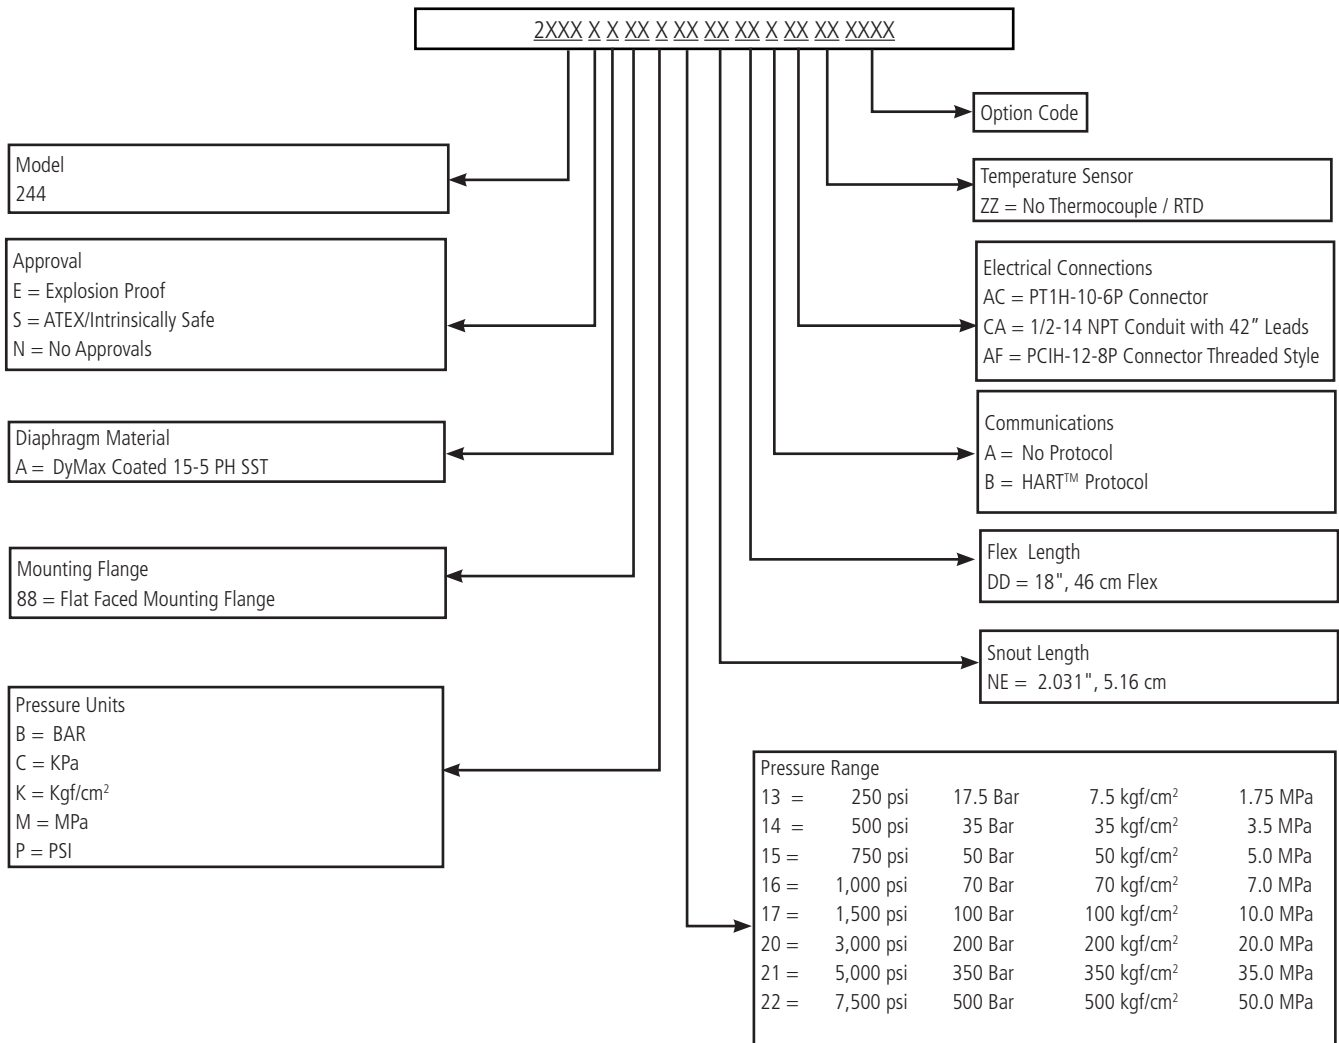 2XXX X X XX X XX XX XX X XX XX XXXX
Option Code
Model
244
Temperature Sensor
ZZ = No Thermocouple / RTD
Approval
E = Explosion Proof
S = ATEX/Intrinsically Safe
N = No Approvals
Electrical Connections
AC = PT1H-10-6P Connector
CA = 1/2-14 NPT Conduit with 42” Leads
AF = PCIH-12-8P Connector Threaded Style
Diaphragm Material
A = DyMax Coated 15-5 PH SST
Communications
A = No Protocol
B = HART™ Protocol
Mounting Flange
88 = Flat Faced Mounting Flange
Flex Length
DD = 18", 46 cm Flex
Snout Length
NE = 2.031", 5.16 cm
Pressure Units
B = BAR
C = KPa
K = Kgf/cm²
M = MPa
P = PSI
Pressure Range
13 = 250 psi 17.5 Bar 7.5 kgf/cm² 1.75 MPa
14 = 500 psi 35 Bar 35 kgf/cm² 3.5 MPa
15 = 750 psi 50 Bar 50 kgf/cm² 5.0 MPa
16 = 1,000 psi 70 Bar 70 kgf/cm² 7.0 MPa
17 = 1,500 psi 100 Bar 100 kgf/cm² 10.0 MPa
20 = 3,000 psi 200 Bar 200 kgf/cm² 20.0 MPa
21 = 5,000 psi 350 Bar 350 kgf/cm² 35.0 MPa
22 = 7,500 psi 500 Bar 500 kgf/cm² 50.0 MPa